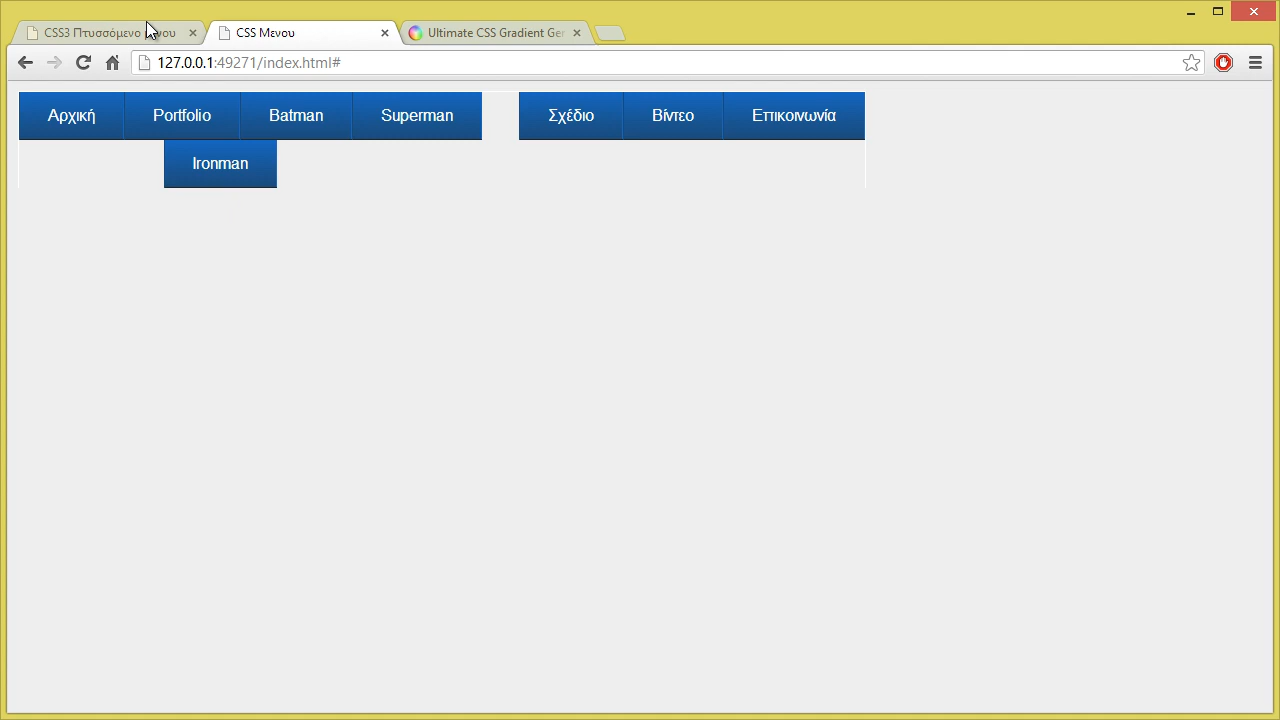 CSS3 Πτυσσόμενο
CSS Μενου
Ultimate CSS Gradient Ger
127.0.0.1:49271/index.html#
Αρχική Portfolio Batman Superman Σχέδιο Βίντεο Επικοινωνία
Ironman